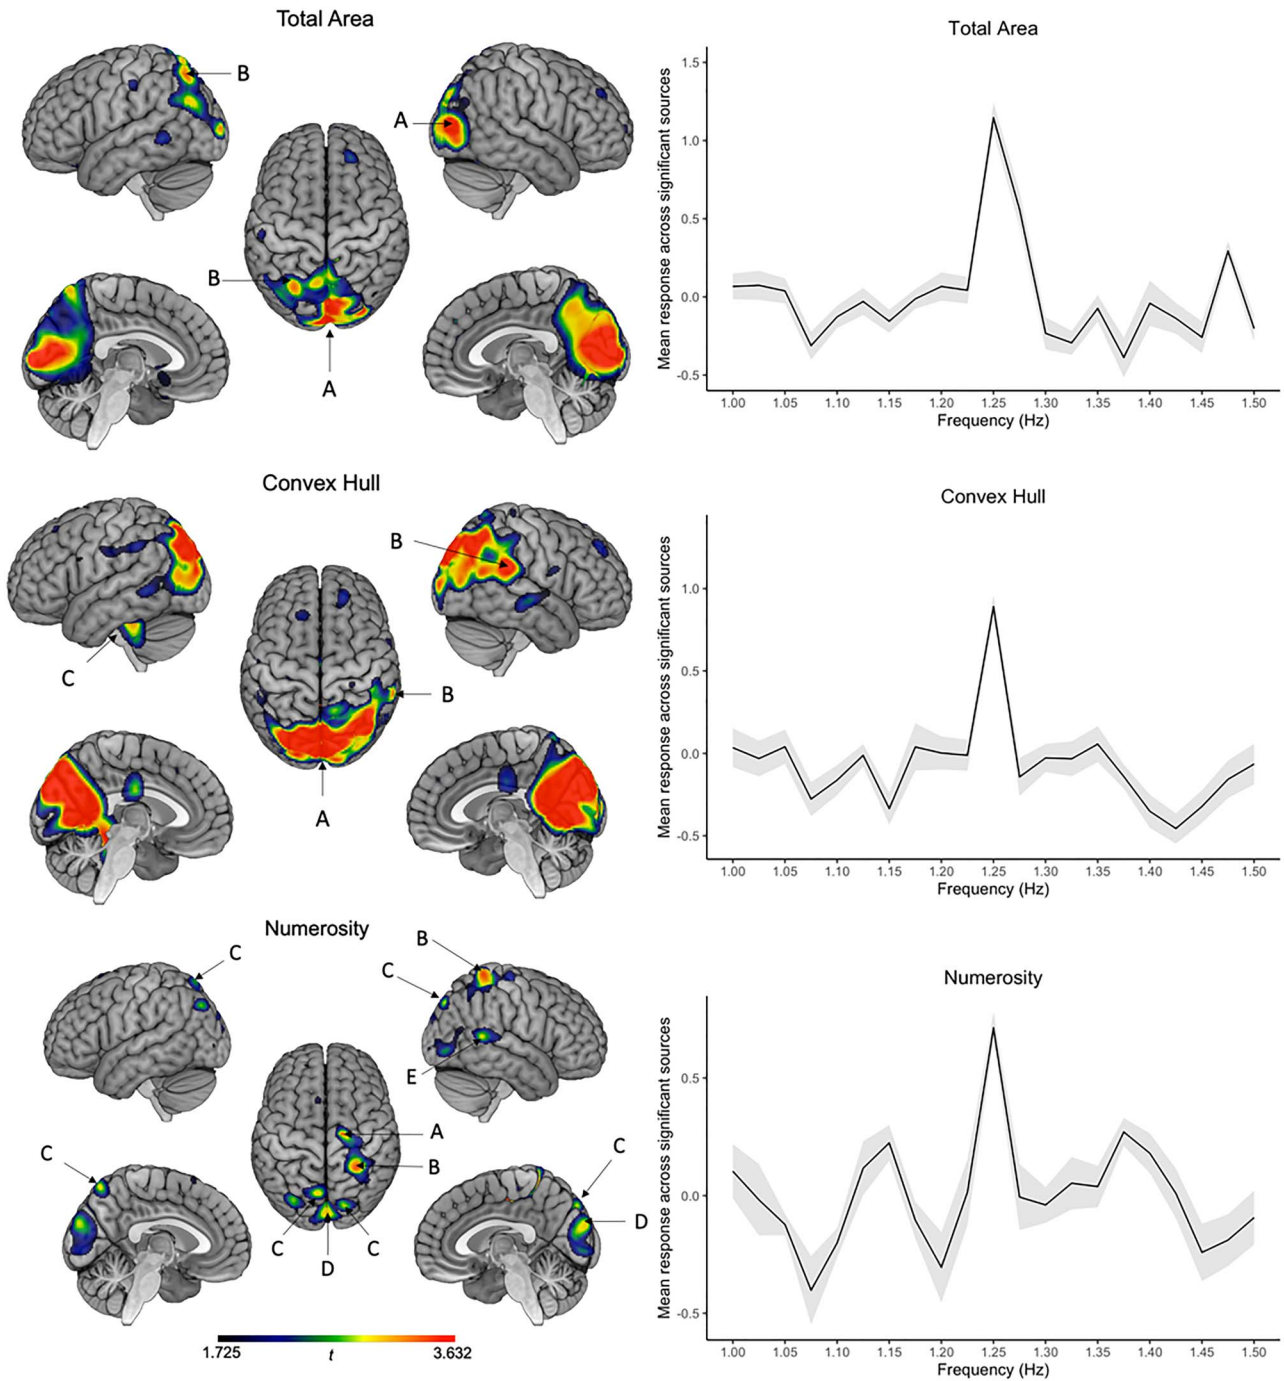 Total Area
B
A
B
A
Total Area
Mean response across significant sources
1.5
1.0
0.5
0.0
-0.5
1.00 1.05 1.10 1.15 1.20 1.25 1.30 1.35 1.40 1.45 1.50
Frequency (Hz)
Convex Hull
B
C
B
A
Convex Hull
Mean response across significant sources
1.0
0.5
0.0
-0.5
1.00 1.05 1.10 1.15 1.20 1.25 1.30 1.35 1.40 1.45 1.50
Frequency (Hz)
Numerosity
C
B
C
E
A
B
C
C
D
C
D
C
1.725 t 3.632
Numerosity
Mean response across significant sources
0.5
0.0
-0.5
1.00 1.05 1.10 1.15 1.20 1.25 1.30 1.35 1.40 1.45 1.50
Frequency (Hz)